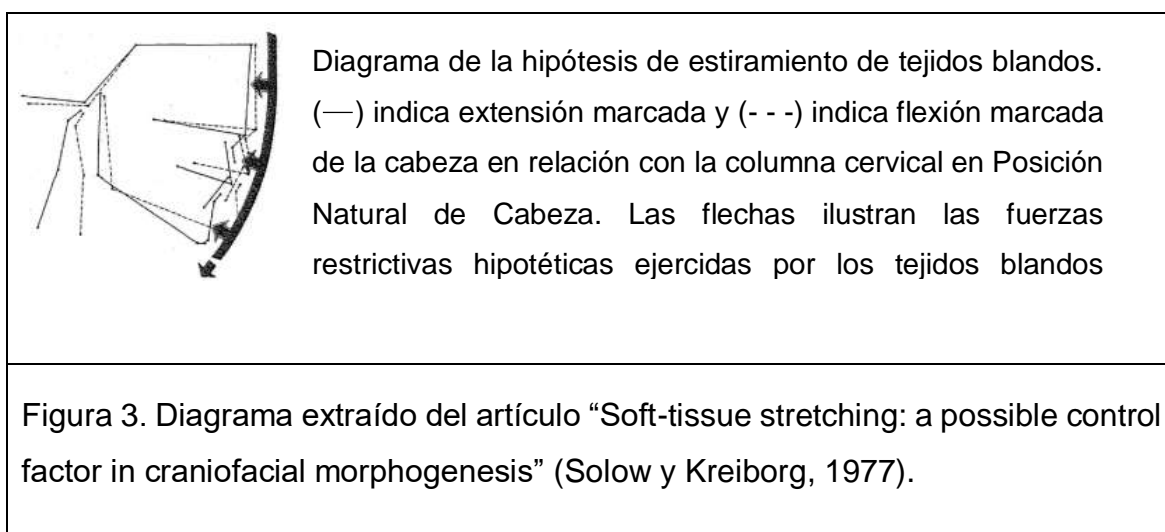 Diagrama de la hipótesis de estiramiento de tejidos blandos.
(—) indica extensión marcada y (- - -) indica flexión marcada
de la cabeza en relación con la columna cervical en Posición
Natural de Cabeza. Las flechas ilustran las fuerzas
restrictivas hipotéticas ejercidas por los tejidos blandos
Figura 3. Diagrama extraído del artículo “Soft-tissue stretching: a possible control
factor in craniofacial morphogenesis” (Solow y Kreiborg, 1977).